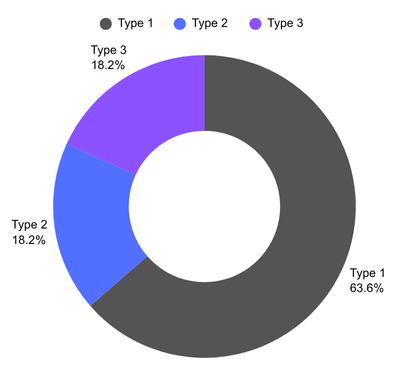 Type 1 Type 2 Type 3
Type 3
18.2%
Type 2
18.2%
Type 1
63.6%